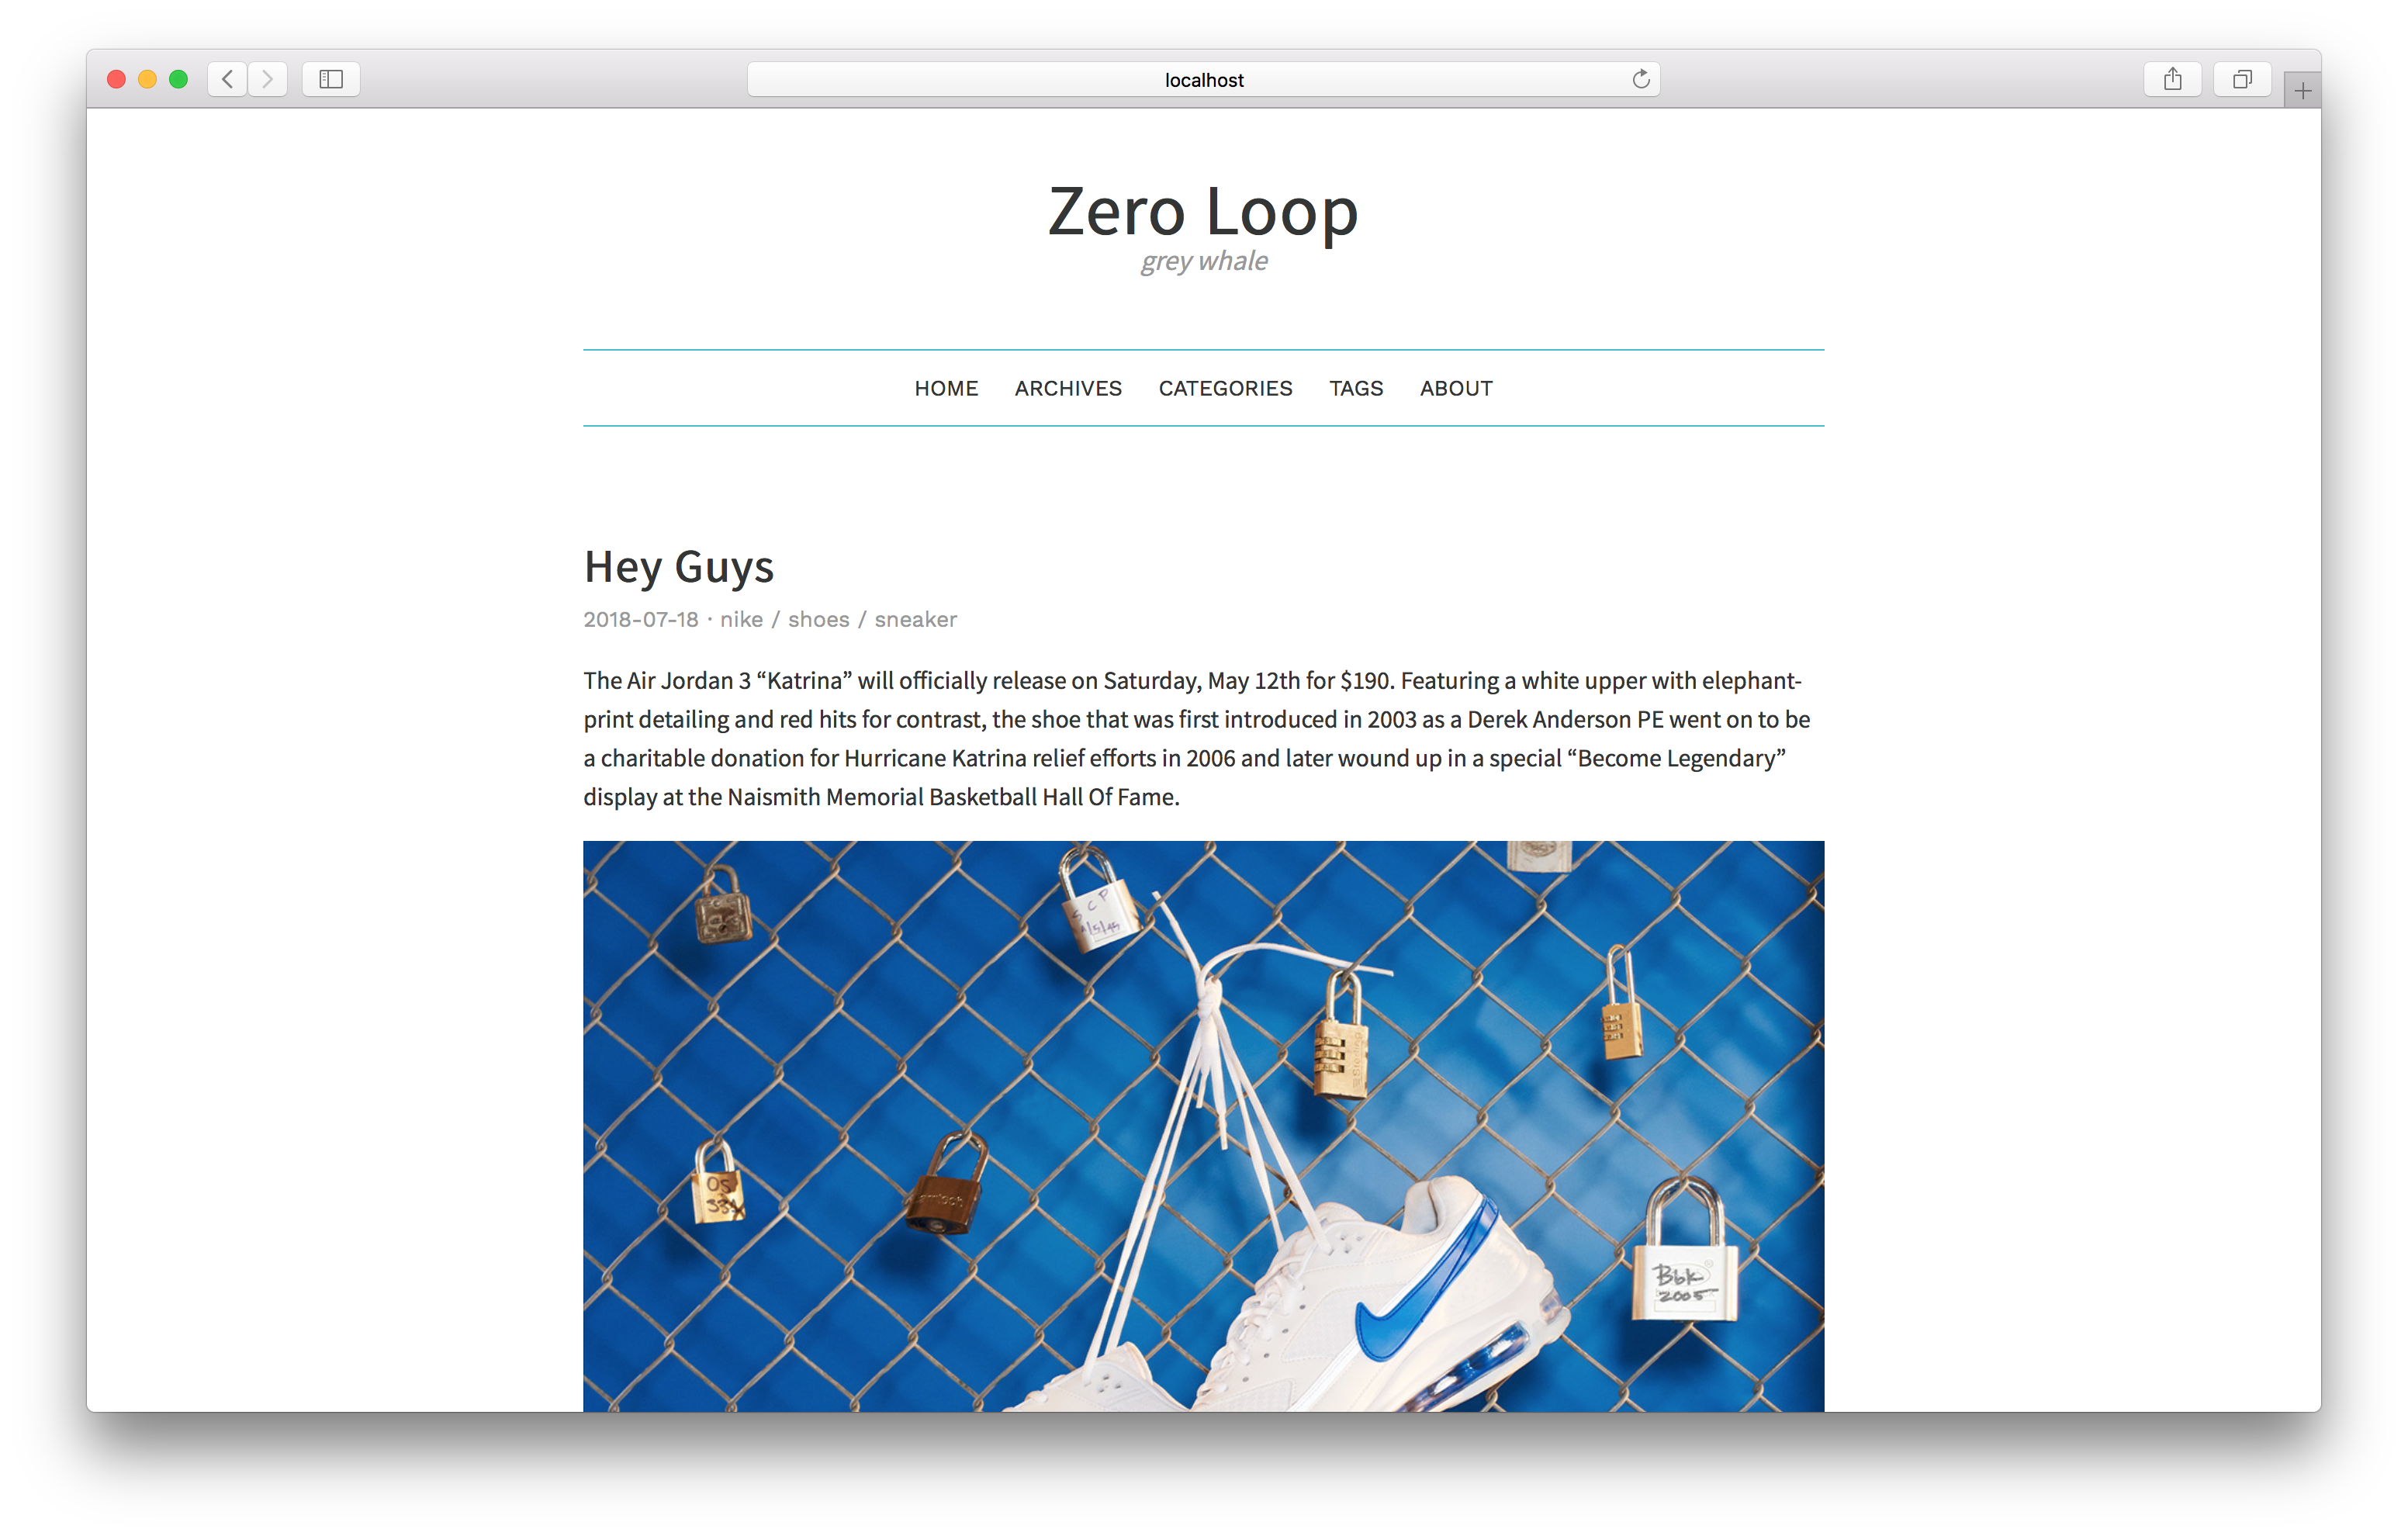 localhost
Zero Loop
grey whale
HOME ARCHIVES CATEGORIES TAGS ABOUT
Hey Guys
2018-07-18 · nike / shoes / sneaker
The Air Jordan 3 “Katrina” will officially release on Saturday, May 12th for $190. Featuring a white upper with elephant-
print detailing and red hits for contrast, the shoe that was first introduced in 2003 as a Derek Anderson PE went on to be
a charitable donation for Hurricane Katrina relief efforts in 2006 and later wound up in a special “Become Legendary”
display at the Naismith Memorial Basketball Hall Of Fame.
S C P
OS
Bbk
2005